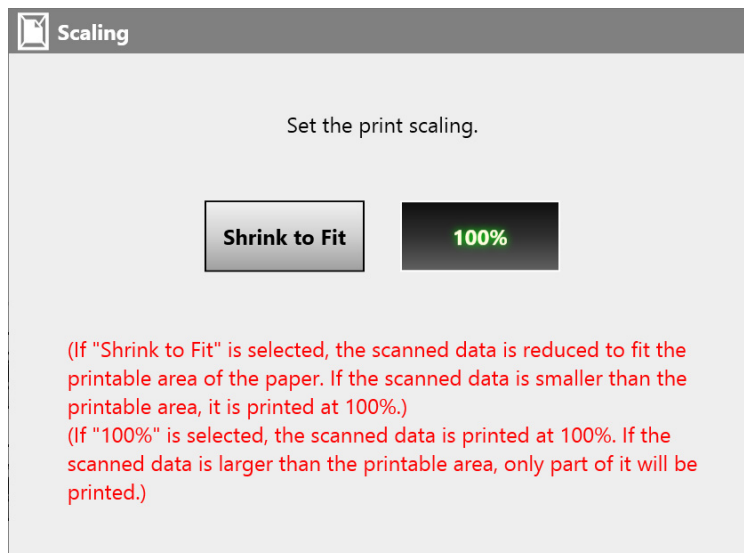 Scaling
Set the print scaling.
Shrink to Fit
100%
(If "Shrink to Fit" is selected, the scanned data is reduced to fit the
printable area of the paper. If the scanned data is smaller than the
printable area, it is printed at 100%.)
(If "100%" is selected, the scanned data is printed at 100%. If the
scanned data is larger than the printable area, only part of it will be
printed.)